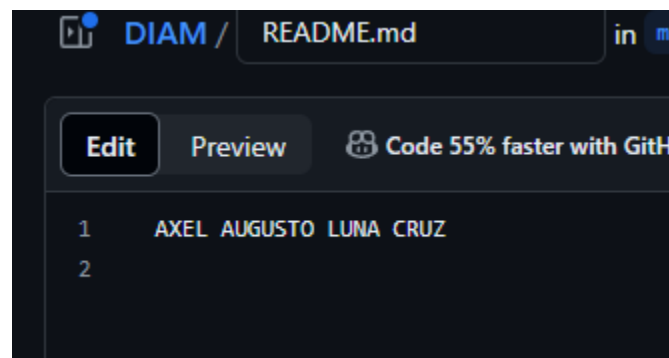 DIAM / README.md in
Edit Preview Code 55% faster with GitH
1 AXEL AUGUSTO LUNA CRUZ
2